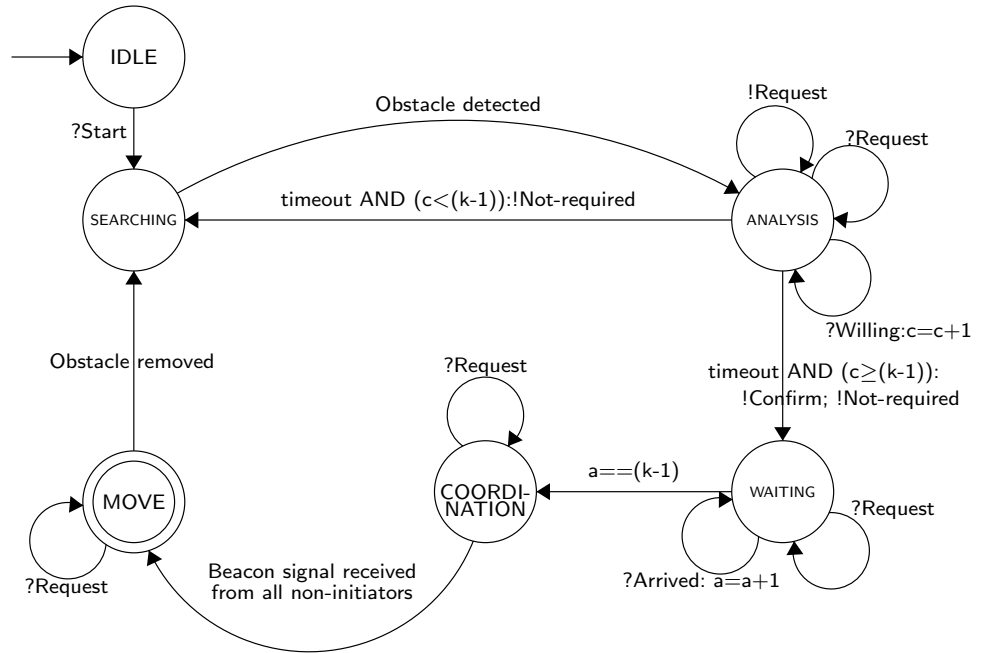 IDLE
?Start
Obstacle detected
!Request
?Request
timeout AND (c<(k-1)):!Not-required
SEARCHING
ANALYSIS
?Willing:c=c+1
Obstacle removed
?Request
timeout AND (c≥(k-1):
!Confirm; !Not-required
a==(k-1)
MOVE
COORDI-
NATION
WAITING
?Request
?Request
Beacon signal received
from all non-initiators
?Arrived: a=a+1